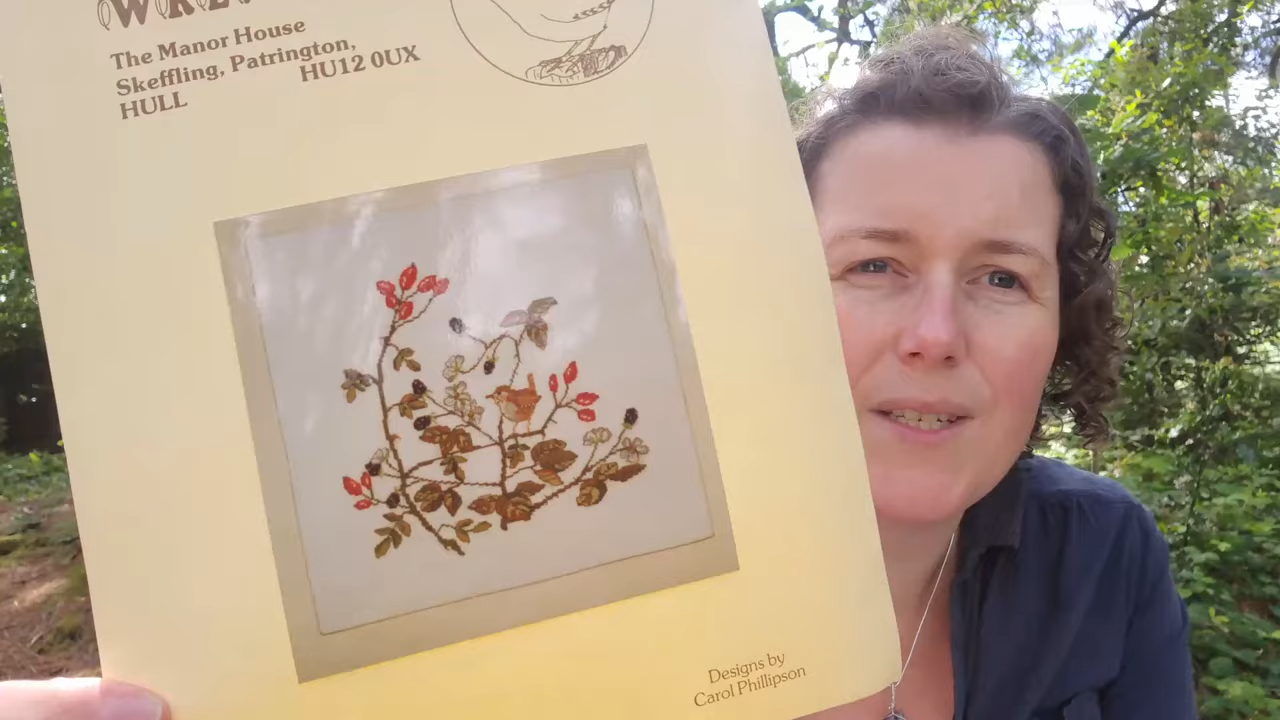 The Manor House
Skeffling, Patrington,
HULL HU12 0UX
Designs by
Carol Phillipson